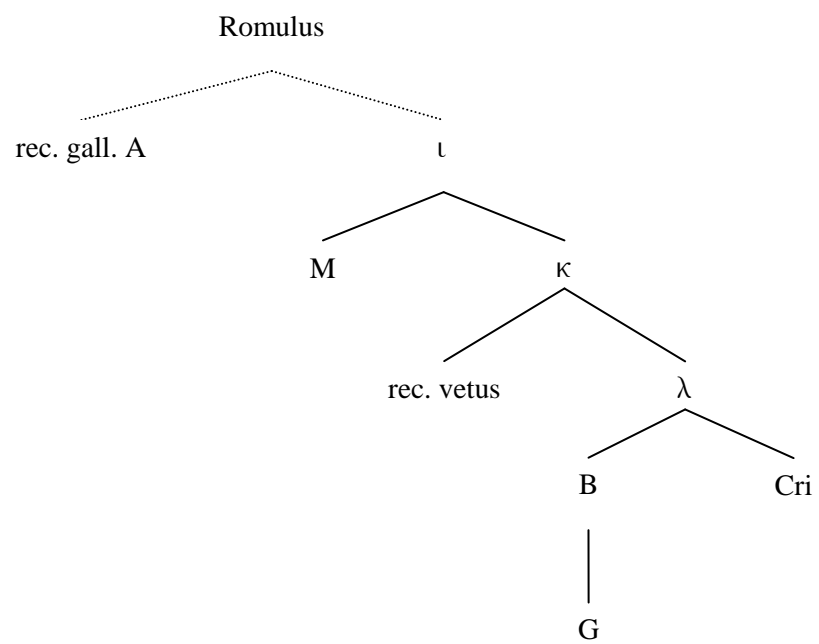 Romulus
rec. gall. A ι
M κ
rec. vetus λ
B Cri
G